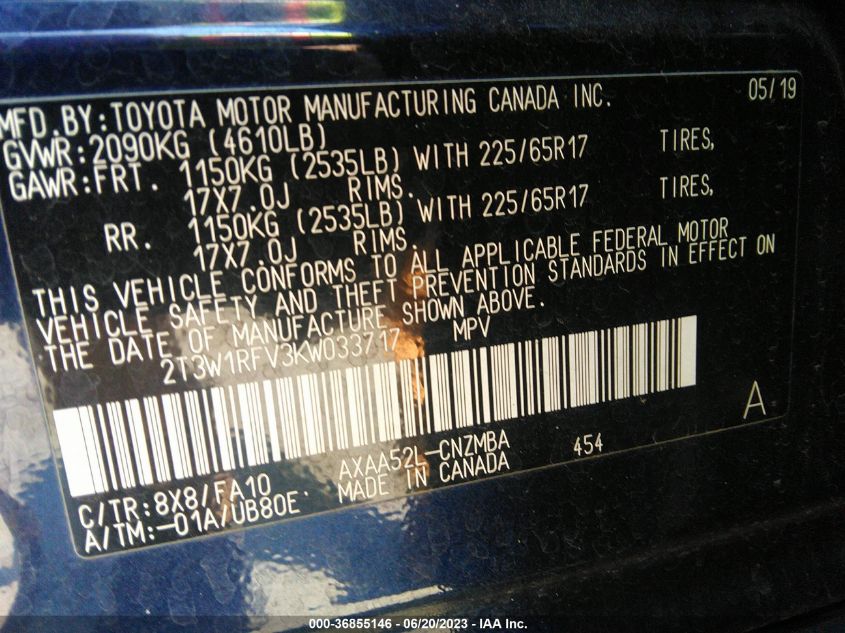 05/19
MFD.BY:TOYOTA MOTOR MANUFACTURING CANADA INC.
GVWR:2090KG (4610LB)
GAWR:FRT. 1150KG (2535LB) WITH 225/65R17 TIRES,
17X7.0J RIMS.
RR. 1150KG (2535LB) WITH 225/65R17 TIRES,
17X7.0J RIMS.
THIS VEHICLE CONFORMS TO ALL APPLICABLE FEDERAL MOTOR
VEHICLE SAFETY AND THEFT PREVENTION STANDARDS IN EFFECT ON
THE DATE OF MANUFACTURE SHOWN ABOVE.
2T3W1RFV3KW033717 MPV
A
C/TR:8X8/FA10 AXAA52L-CNZMBA 454
A/TM:-01A/UB80E MADE IN CANADA
000-36855146 - 06/20/2023 - IAA Inc.